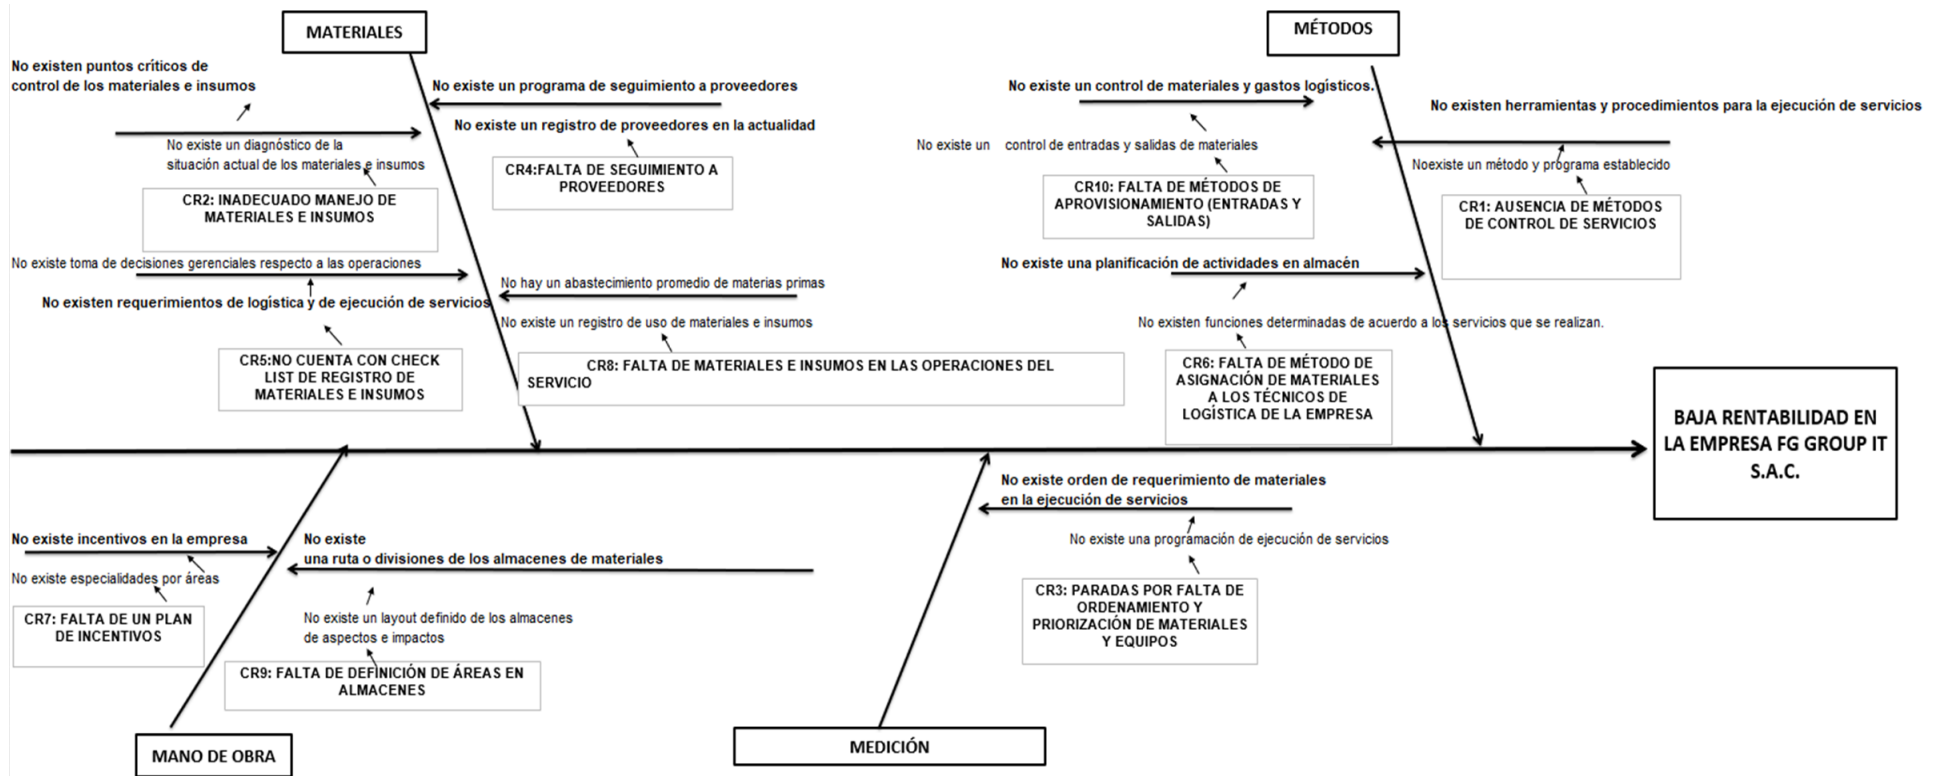 MATERIALES
MÉTODOS
No existen puntos críticos de
control de los materiales e insumos
No existe un programa de seguimiento a proveedores
No existe un diagnóstico de la
situación actual de los materiales e insumos
No existe un registro de proveedores en la actualidad
CR2: INADECUADO MANEJO DE
MATERIALES E INSUMOS
CR4:FALTA DE SEGUIMIENTO A
PROVEEDORES
No existe toma de decisiones gerenciales respecto a las operaciones
No existen requerimientos de logística y de ejecución de servicios
CR5:NO CUENTA CON CHECK
LIST DE REGISTRO DE
MATERIALES E INSUMOS
No hay un abastecimiento promedio de materias primas
No existe un registro de uso de materiales e insumos
CR8: FALTA DE MATERIALES E INSUMOS EN LAS OPERACIONES DEL
SERVICIO
No existe un control de materiales y gastos logísticos.
No existe un control de entradas y salidas de materiales
CR10: FALTA DE MÉTODOS DE
APROVISIONAMIENTO (ENTRADAS Y
SALIDAS)
No existen herramientas y procedimientos para la ejecución de servicios
Noexiste un método y programa establecido
CR1: AUSENCIA DE MÉTODOS
DE CONTROL DE SERVICIOS
No existe una planificación de actividades en almacén
No existen funciones determinadas de acuerdo a los servicios que se realizan.
CR6: FALTA DE MÉTODO DE
ASIGNACIÓN DE MATERIALES
A LOS TÉCNICOS DE
LOGÍSTICA DE LA EMPRESA
BAJA RENTABILIDAD EN
LA EMPRESA FG GROUP IT
S.A.C.
No existe incentivos en la empresa
No existe especialidades por áreas
CR7: FALTA DE UN PLAN
DE INCENTIVOS
No existe
una ruta o divisiones de los almacenes de materiales
No existe un layout definido de los almacenes
de aspectos e impactos
CR9: FALTA DE DEFINICIÓN DE ÁREAS EN
ALMACENES
No existe orden de requerimiento de materiales
en la ejecución de servicios
No existe una programación de ejecución de servicios
CR3: PARADAS POR FALTA DE
ORDENAMIENTO Y
PRIORIZACIÓN DE MATERIALES
Y EQUIPOS
MANO DE OBRA
MEDICIÓN